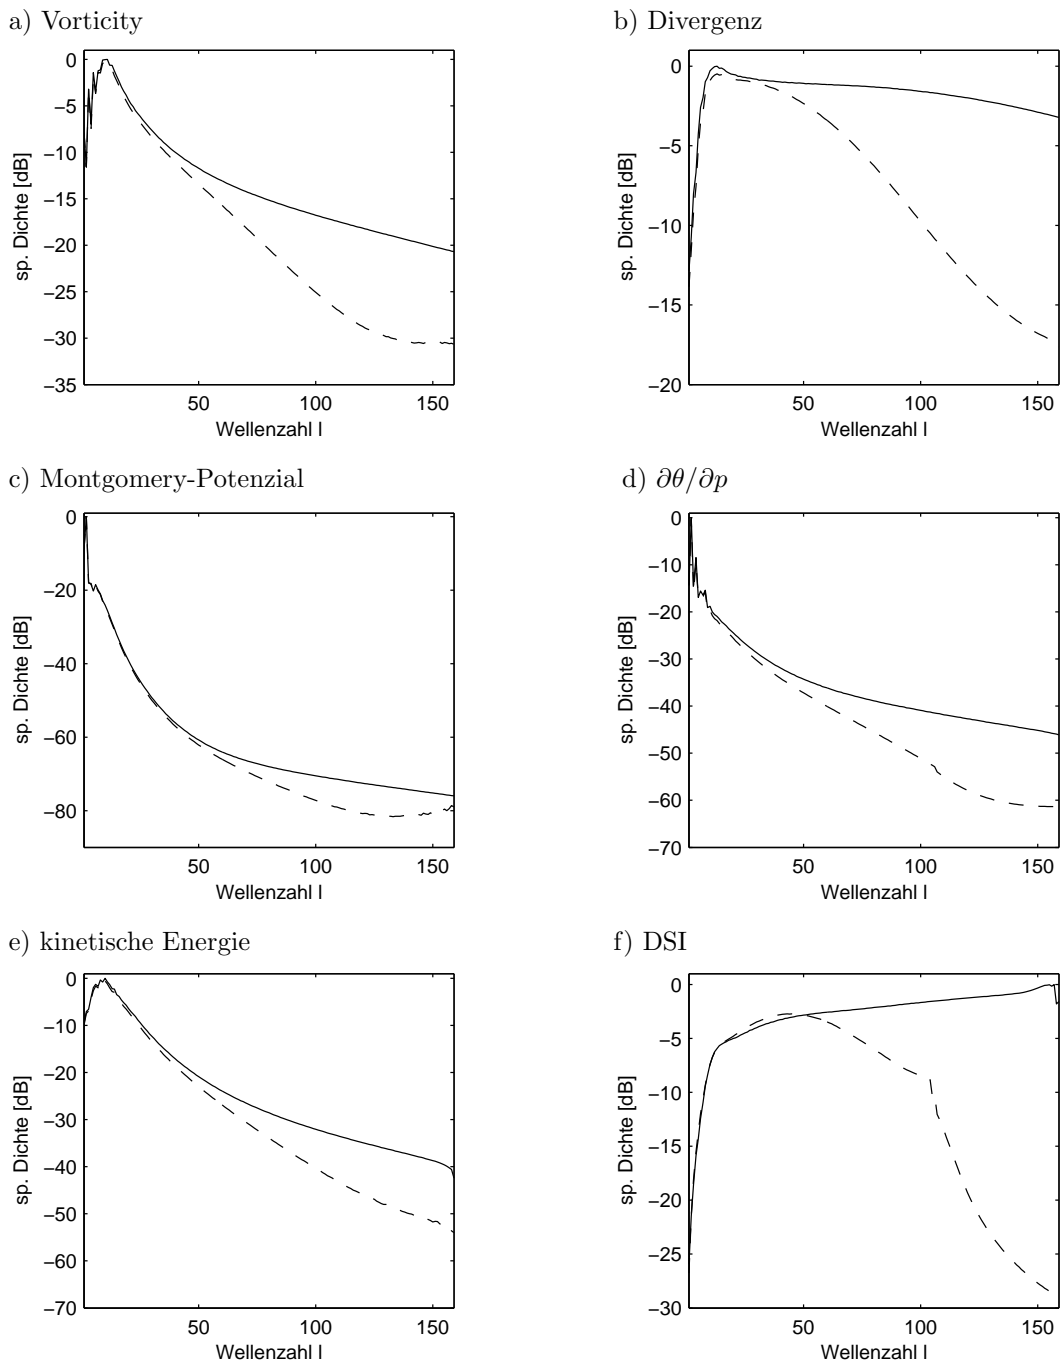 a) Vorticity
0
−5
−10
−15
−20
−25
−30
−35
sp. Dichte [dB]
50 100 150
Wellenzahl l
b) Divergenz
0
−5
−10
−15
−20
sp. Dichte [dB]
50 100 150
Wellenzahl l
c) Montgomery-Potenzial
0
−20
−40
−60
−80
sp. Dichte [dB]
50 100 150
Wellenzahl l
d) ∂θ/∂p
0
−10
−20
−30
−40
−50
−60
−70
sp. Dichte [dB]
50 100 150
Wellenzahl l
e) kinetische Energie
0
−10
−20
−30
−40
−50
−60
−70
sp. Dichte [dB]
50 100 150
Wellenzahl l
f) DSI
0
−5
−10
−15
−20
−25
−30
sp. Dichte [dB]
50 100 150
Wellenzahl l